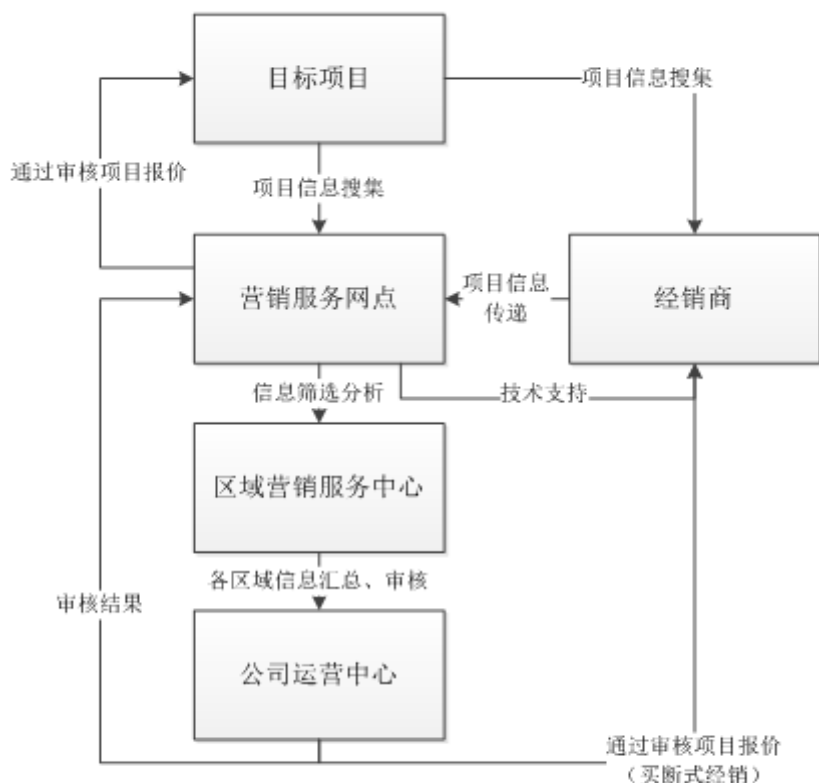 目标项目
项目信息搜集
通过审核项目报价
项目信息搜集
营销服务网点
项目信息
传递
经销商
信息筛选分析
技术支持
区域营销服务中心
各区域信息汇总、审核
审核结果
公司运营中心
通过审核项目报价
（买断式经销）